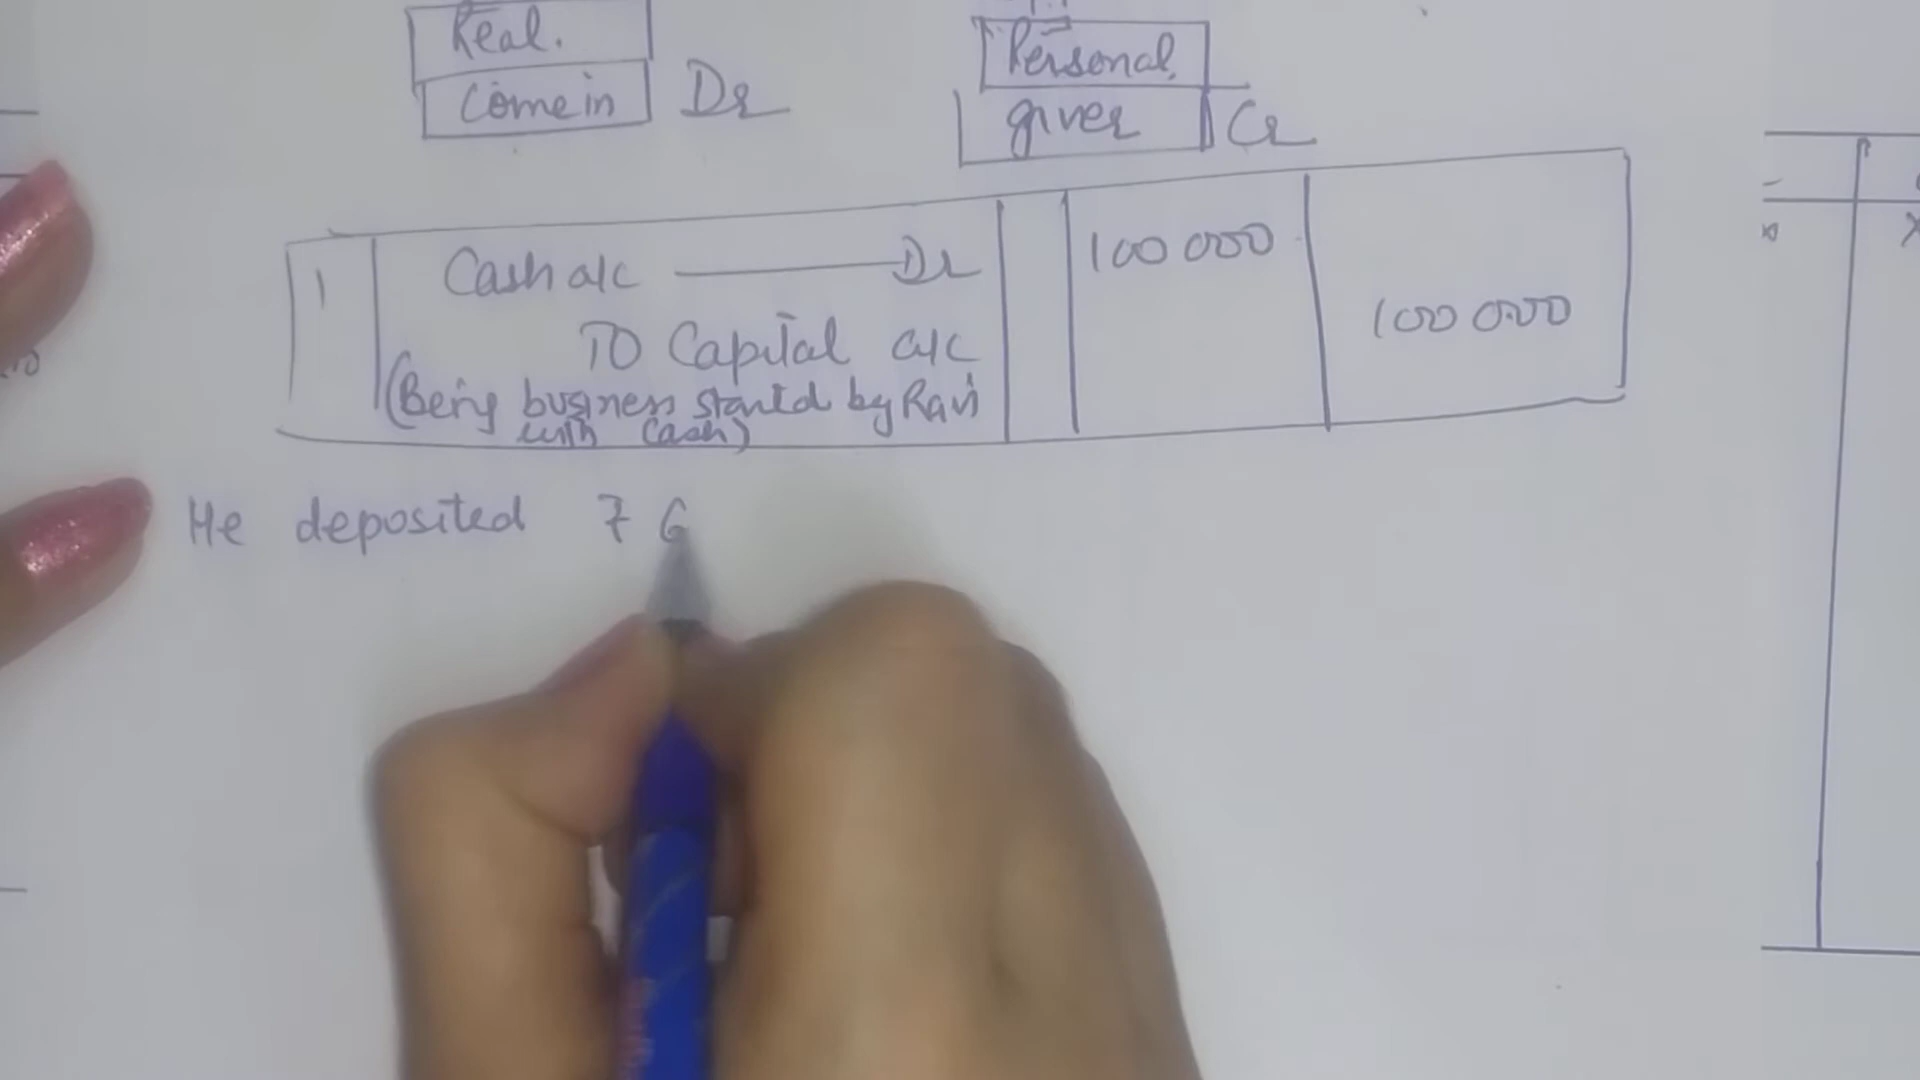 Real.
Personal
Come in Dr
giver Cr
1 Cash a/c Dr 100000
To Capital a/c 100000
(Being business started by Ravi
with Cash)
He deposited 76